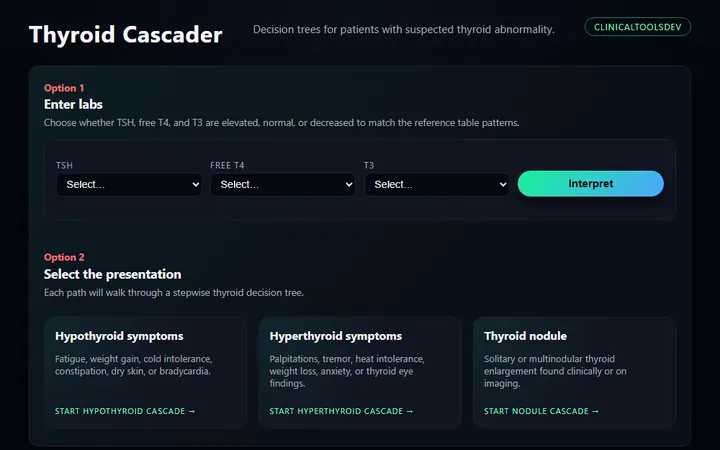 Thyroid Cascader
Decision trees for patients with suspected thyroid abnormality.
CLINICALTOOLSDEV
Option 1
Enter labs
Choose whether TSH, free T4, and T3 are elevated, normal, or decreased to match the reference table patterns.
TSH
FREE T4
T3
Select...
Select...
Select...
Interpret
Option 2
Select the presentation
Each path will walk through a stepwise thyroid decision tree.
Hypothyroid symptoms
Fatigue, weight gain, cold intolerance,
constipation, dry skin, or bradycardia.
START HYPOTHYROID CASCADE →
Hyperthyroid symptoms
Palpitations, tremor, heat intolerance,
weight loss, anxiety, or thyroid eye
findings.
START HYPERTHYROID CASCADE →
Thyroid nodule
Solitary or multinodular thyroid
enlargement found clinically or on
imaging.
START NODULE CASCADE →